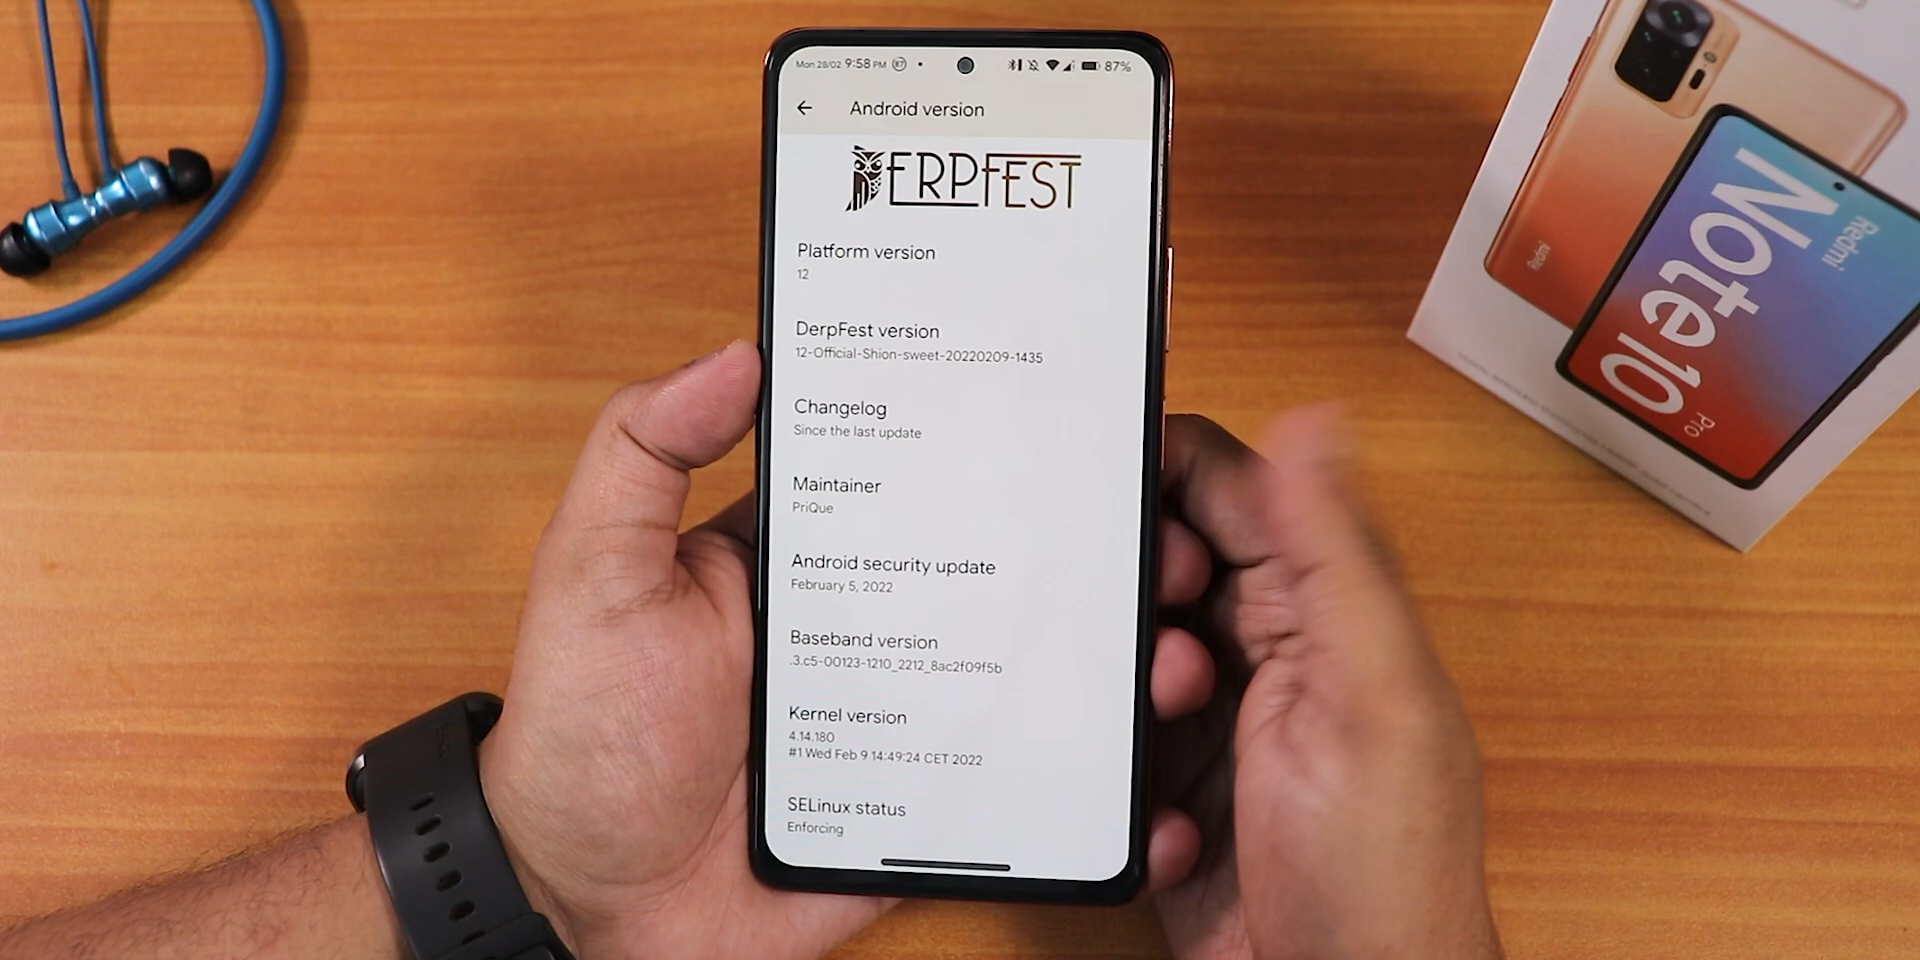 Mon 28/02 9:58 PM 87 87%
Android version
DERPFEST
Platform version
12
DerpFest version
12-Official-Shion-sweet-20220209-1435
Changelog
Since the last update
Maintainer
PriQue
Android security update
February 5, 2022
Baseband version
.3.c5-00123-1210_2212_8ac2f09f5b
Kernel version
4.14.180
#1 Wed Feb 9 14:49:24 CET 2022
SELinux status
Enforcing
Redmi
Redmi
Note 10
Pro